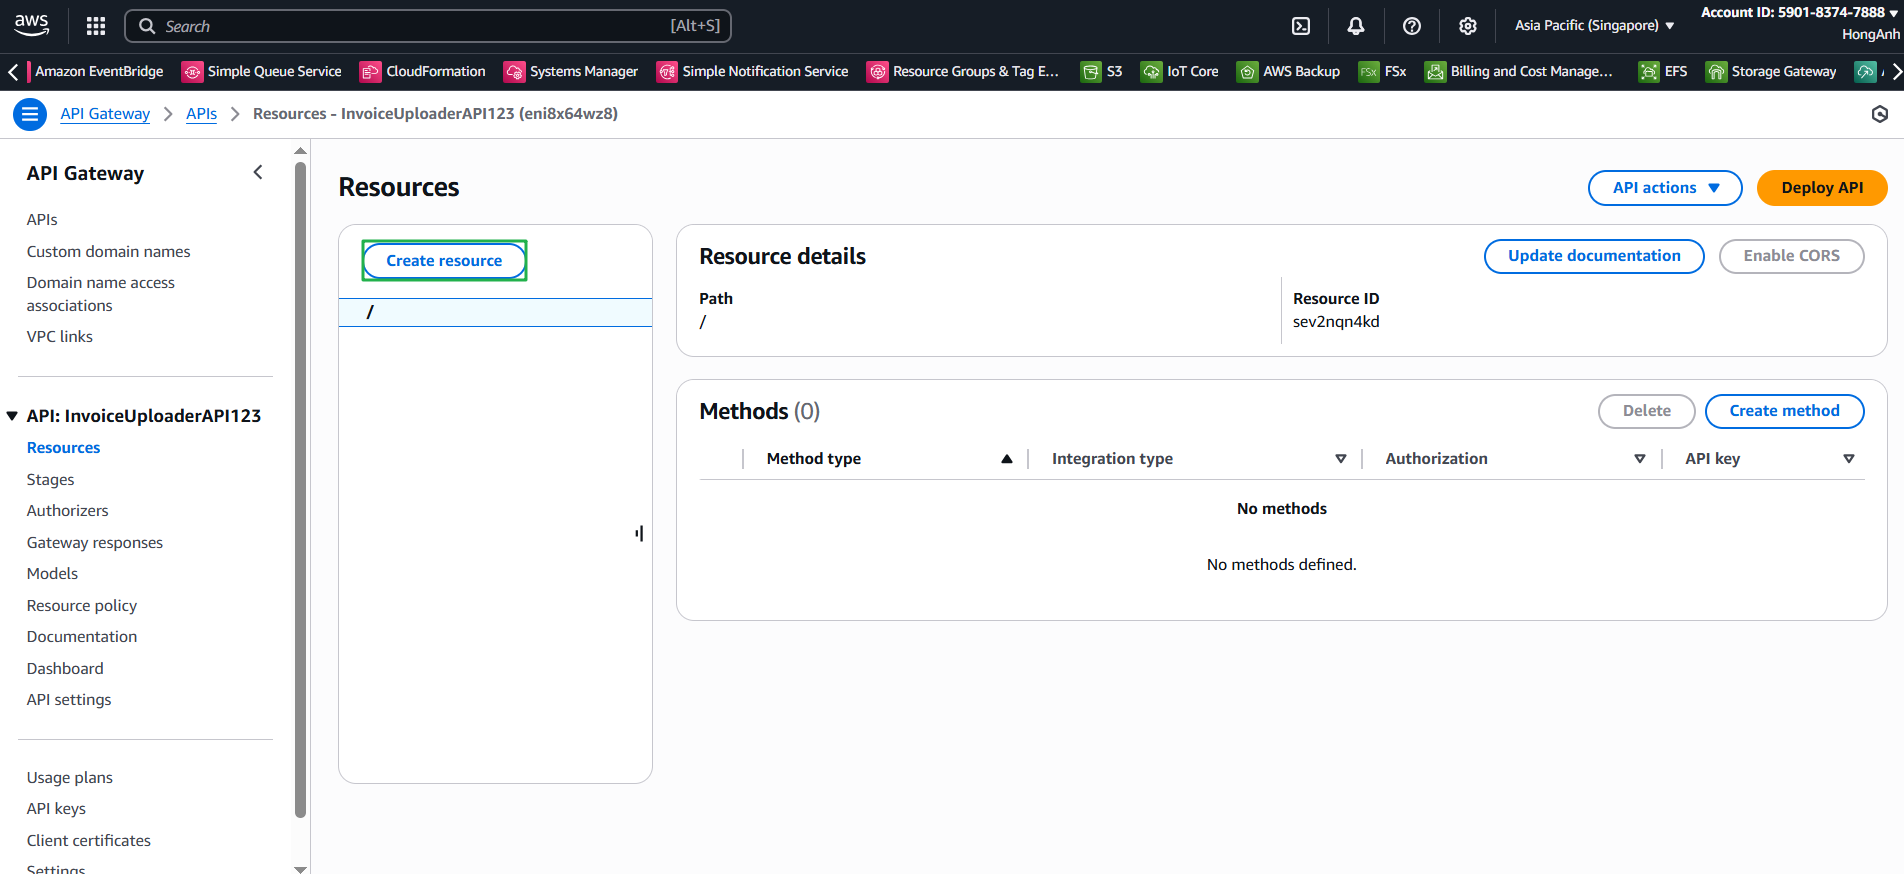 aws
Search [Alt+S]
Asia Pacific (Singapore)
Account ID: 5901-8374-7888
HongAnh
Amazon EventBridge Simple Queue Service CloudFormation Systems Manager Simple Notification Service Resource Groups & Tag E... S3 IoT Core AWS Backup FSx FSx Billing and Cost Manage... EFS Storage Gateway
API Gateway APIs Resources - InvoiceUploaderAPI123 (eni8x64wz8)
API Gateway
APIs
Custom domain names
Domain name access
associations
VPC links
API: InvoiceUploaderAPI123
Resources
Stages
Authorizers
Gateway responses
Models
Resource policy
Documentation
Dashboard
API settings
Usage plans
API keys
Client certificates
Settings
Resources
API actions
Deploy API
Create resource
/
Resource details
Update documentation
Enable CORS
Path
/
Resource ID
sev2nqn4kd
Methods (0)
Delete
Create method
Method type Integration type Authorization API key
No methods
No methods defined.